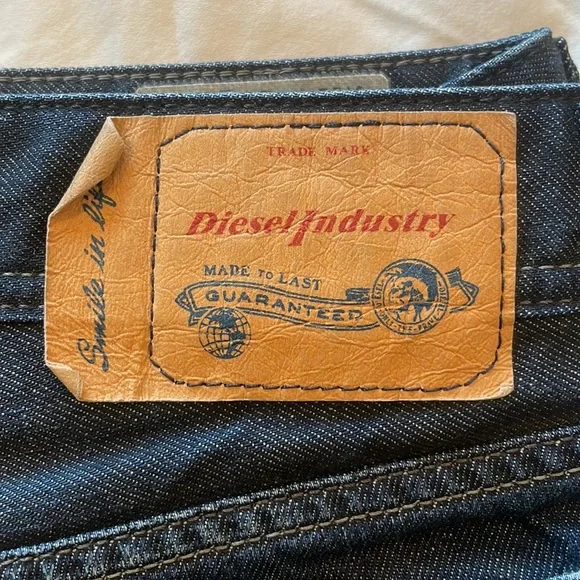 TRADE MARK
Diesel Industry
MADE TO LAST
GUARANTEED
Smile in life